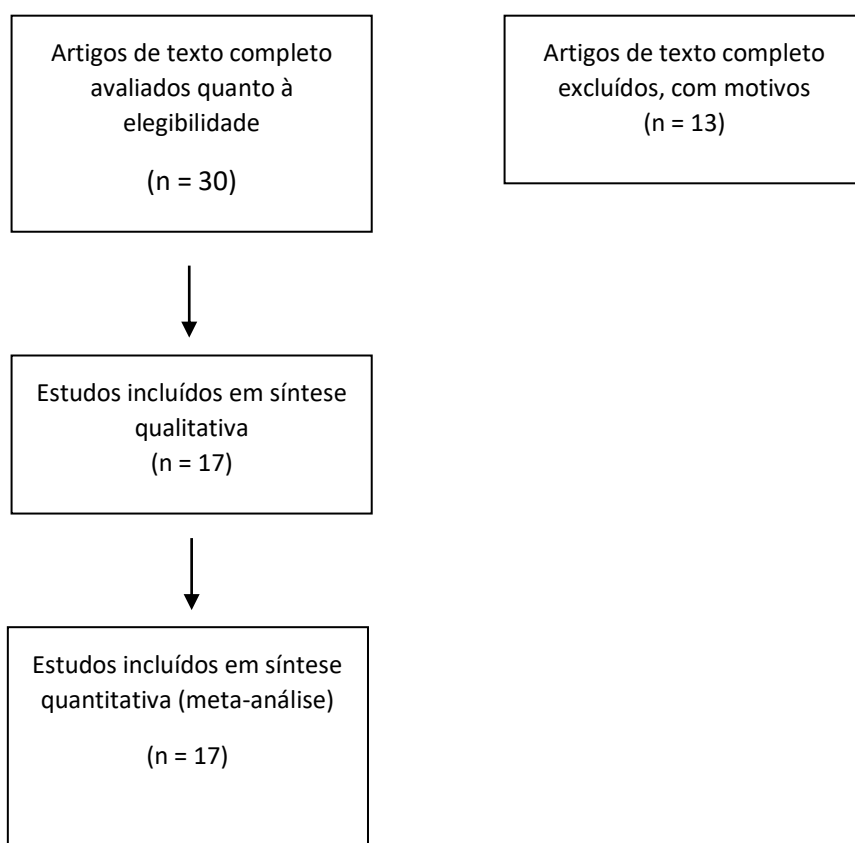 Artigos de texto completo
avaliados quanto à
elegibilidade
(n = 30)
Artigos de texto completo
excluídos, com motivos
(n = 13)
Estudos incluídos em síntese
qualitativa
(n = 17)
Estudos incluídos em síntese
quantitativa (meta-análise)
(n = 17)